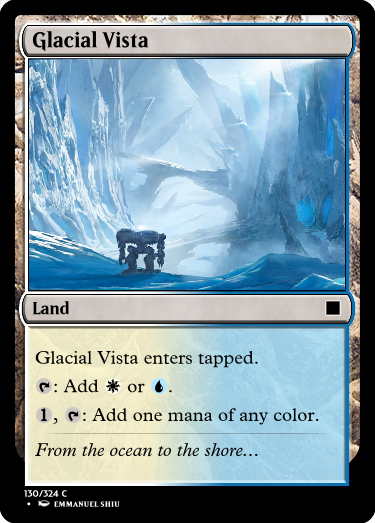 Glacial Vista
Land
Glacial Vista enters tapped.
: Add or .
1, : Add one mana of any color.
From the ocean to the shore...
130/324 C
• EMMANUEL SHIU